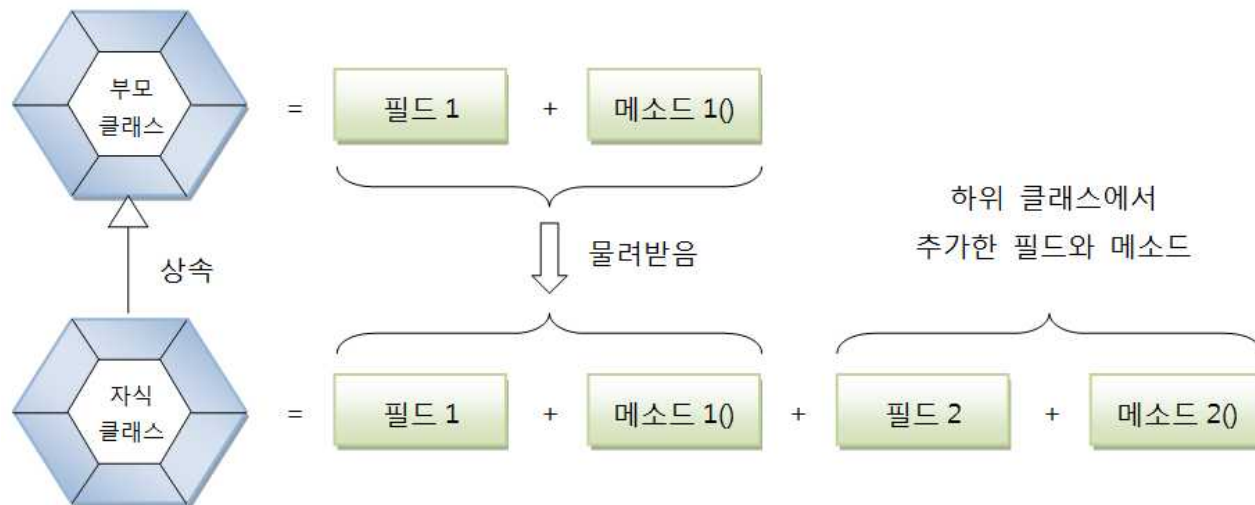 부모
클래스
=
필드 1
+
메소드 1()
하위 클래스에서
추가한 필드와 메소드
상속
물려받음
자식
클래스
=
필드 1
+
메소드 1()
+
필드 2
+
메소드 2()